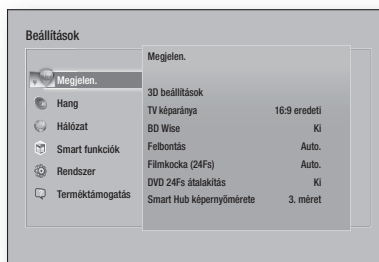 Beállítások
Megjelen.
Hang
Hálózat
Smart funkciók
Rendszer
Terméktámogatás
Megjelen.
3D beállítások
TV képaránya 16:9 eredeti
BD Wise Ki
Felbontás Auto.
Filmkocka (24Fs) Auto.
DVD 24Fs átalakítás Ki
Smart Hub képernyőmérete 3. méret